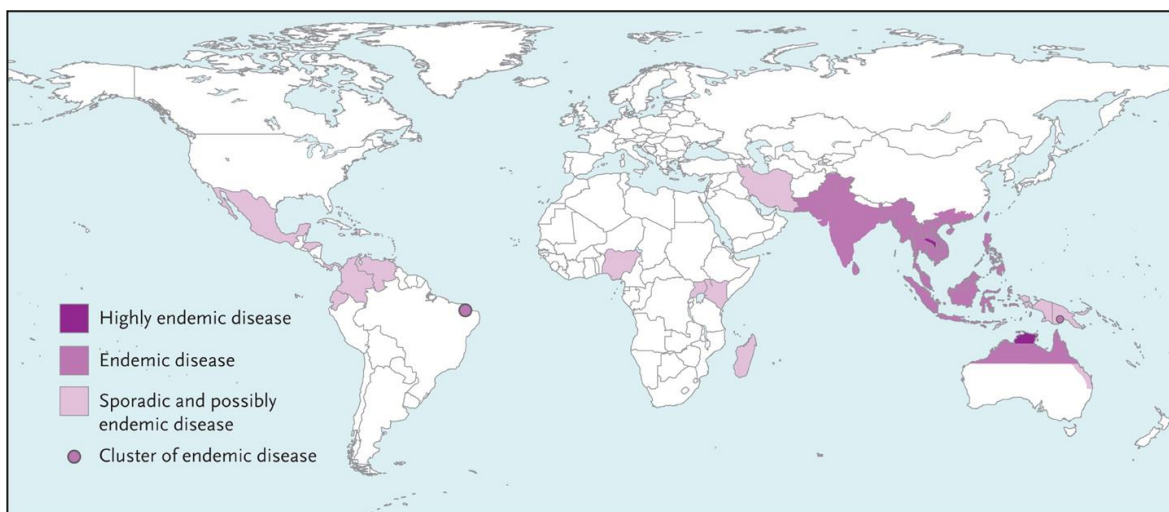 Highly endemic disease
Endemic disease
Sporadic and possibly
endemic disease
Cluster of endemic disease